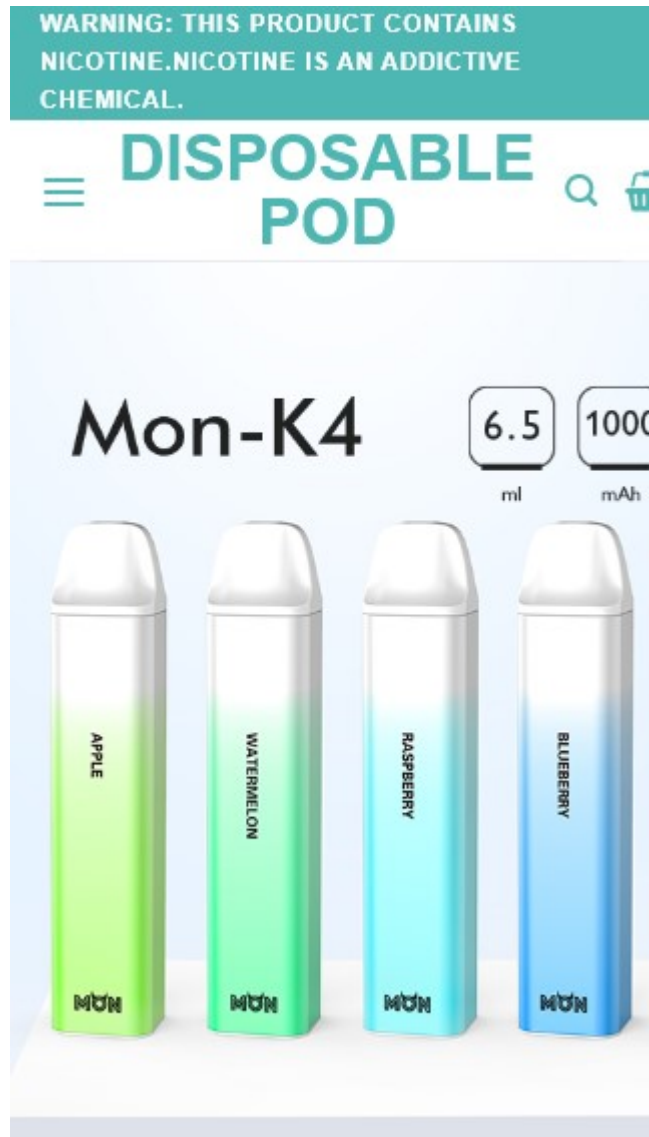 WARNING: THIS PRODUCT CONTAINS
NICOTINE.NICOTINE IS AN ADDICTIVE
CHEMICAL.
DISPOSABLE
POD
Mon-K4
6.5
ml
1000
mAh
APPLE
WATERMELON
RASPBERRY
BLUEBERRY
MON
MON
MON
MON